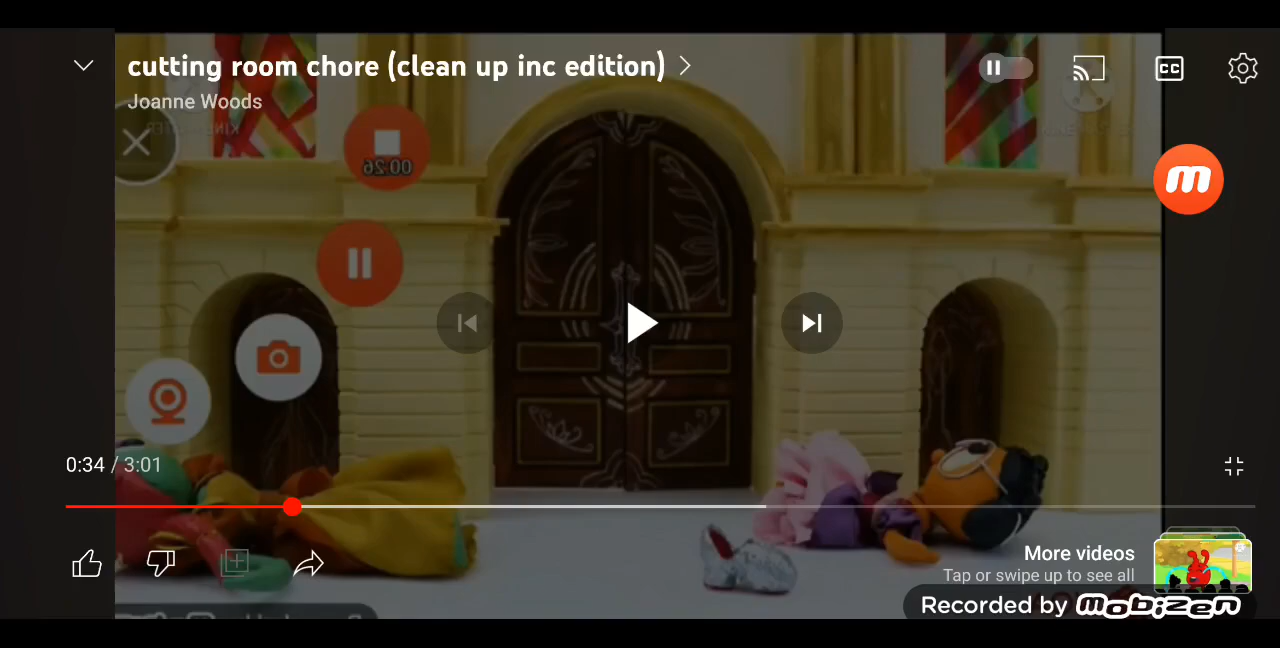 cutting room chore (clean up inc edition)
Joanne Woods
CC
00:26
m
0:34 / 3:01
More videos
Tap or swipe up to see all
Recorded by MOBIZEN